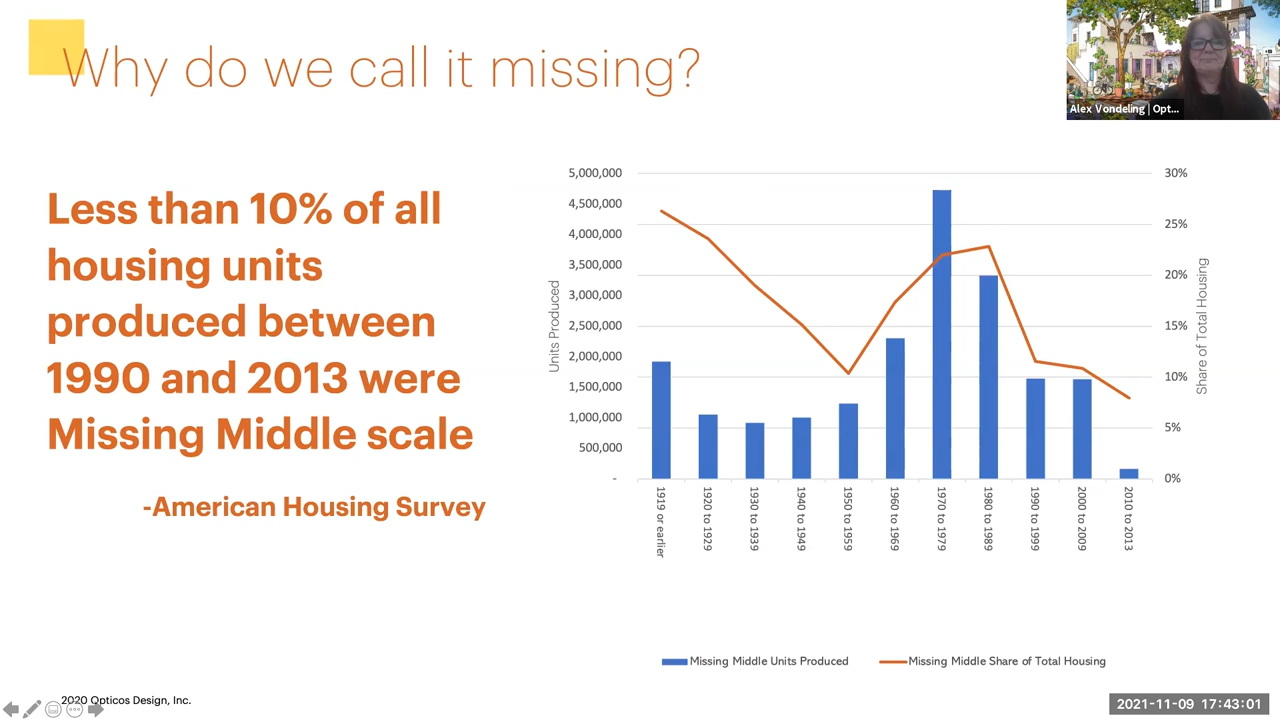 Why do we call it missing?
Alex Vondeling | Opt...
Less than 10% of all
housing units
produced between
1990 and 2013 were
Missing Middle scale
-American Housing Survey
Units Produced
5,000,000
4,500,000
4,000,000
3,500,000
3,000,000
2,500,000
2,000,000
1,500,000
1,000,000
500,000
-
30%
25%
20%
15%
10%
5%
0%
Share of Total Housing
1919 or earlier
1920 to 1929
1930 to 1939
1940 to 1949
1950 to 1959
1960 to 1969
1970 to 1979
1980 to 1989
1990 to 1999
2000 to 2009
2010 to 2013
Missing Middle Units Produced
Missing Middle Share of Total Housing
2020 Opticos Design, Inc.
2021-11-09 17:43:01